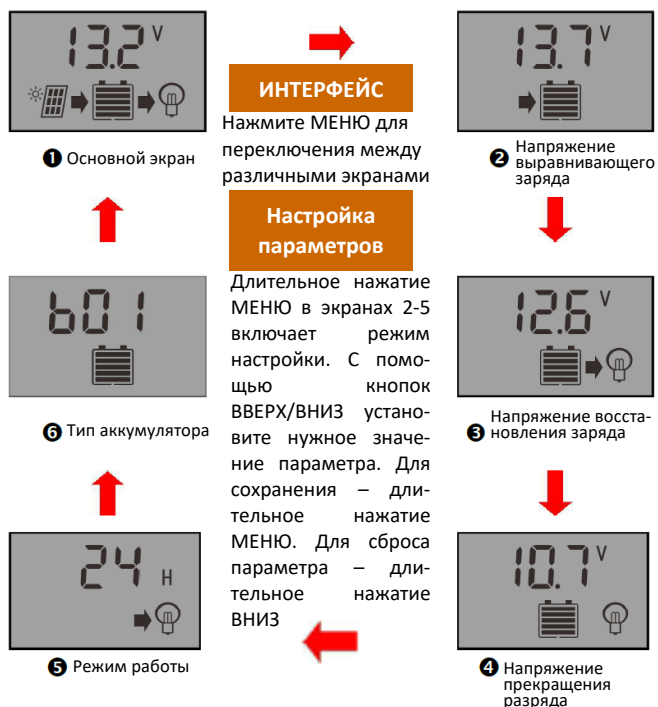 13.2 V
❶ Основной экран
ИНТЕРФЕЙС
Нажмите МЕНЮ для
переключения между
различными экранами
13.7 V
❷ Напряжение
выравнивающего
заряда
Настройка
параметров
Длительное нажатие
МЕНЮ в экранах 2-5
включает режим
настройки. С помо-
щью кнопок
ВВЕРХ/ВНИЗ устано-
вите нужное значе-
ние параметра. Для
сохранения – дли-
тельное нажатие
МЕНЮ. Для сброса
параметра – дли-
тельное нажатие
ВНИЗ
12.6 V
❸ Напряжение восста-
новления заряда
10.7 V
❹ Напряжение
прекращения
разряда
24 H
❺ Режим работы
b01
❻ Тип аккумулятора